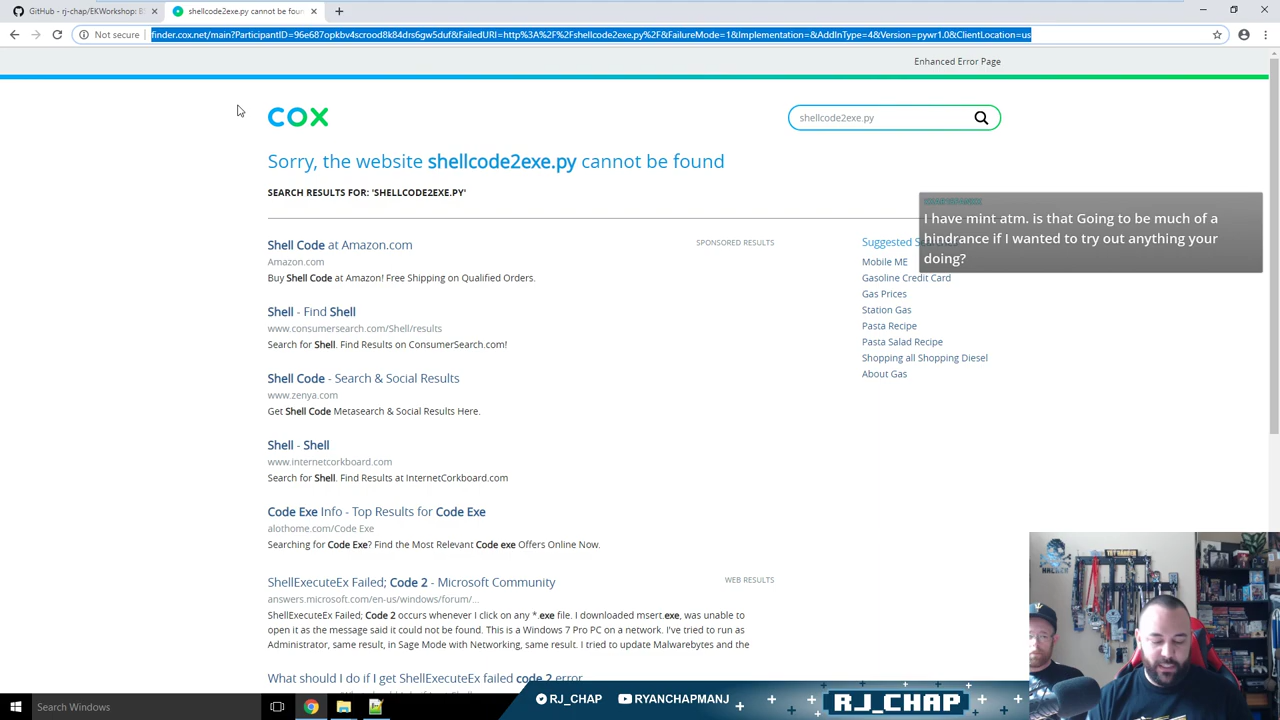 GitHub - rj-chap/EKWorkshop: E
shellcode2exe.py cannot be foun
Not secure
finder.cox.net/main?ParticipantID=96e687opkbv4scrood8k84drs6gw5duf&FailedURI=http%3A%2F%2Fshellcode2exe.py%2F&FailureMode=1&Implementation=&AddInType=4&Version=pywr1.0&ClientLocation=us
Enhanced Error Page
COX
shellcode2exe.py
Sorry, the website shellcode2exe.py cannot be found
SEARCH RESULTS FOR: 'SHELLCODE2EXE.PY'
I have mint atm. is that Going to be much of a
hindrance if I wanted to try out anything your
doing?
Shell Code at Amazon.com
SPONSORED RESULTS
Amazon.com
Buy Shell Code at Amazon! Free Shipping on Qualified Orders.
Shell - Find Shell
www.consumersearch.com/Shell/results
Search for Shell. Find Results on ConsumerSearch.com!
Shell Code - Search & Social Results
www.zenya.com
Get Shell Code Metasearch & Social Results Here.
Shell - Shell
www.internetcorkboard.com
Search for Shell. Find Results at InternetCorkboard.com
Code Exe Info - Top Results for Code Exe
alothome.com/Code Exe
Searching for Code Exe? Find the Most Relevant Code exe Offers Online Now.
Suggested
Mobile ME
Gasoline Credit Card
Gas Prices
Station Gas
Pasta Recipe
Pasta Salad Recipe
Shopping all Shopping Diesel
About Gas
ShellExecuteEx Failed; Code 2 - Microsoft Community
WEB RESULTS
answers.microsoft.com/en-us/windows/forum/...
ShellExecuteEx Failed; Code 2 occurs whenever I click on any *.exe file. I downloaded msert.exe, was unable to
open it as the message said it could not be found. This is a Windows 7 Pro PC on a network. I've tried to run as
Administrator, same result, in Sage Mode with Networking, same result. I tried to update Malwarebytes and the
What should I do if I get ShellExecuteEx failed code 2 error
Search Windows
RJ_CHAP
RYANCHAPMANJ
RJ_CHAP